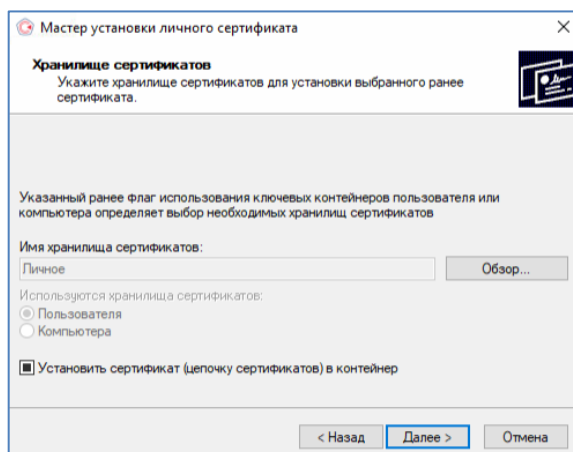 Мастер установки личного сертификата
Хранилище сертификатов
Укажите хранилище сертификатов для установки выбранного ранее
сертификата.
Указанный ранее флаг использования ключевых контейнеров пользователя или
компьютера определяет выбор необходимых хранилищ сертификатов
Имя хранилища сертификатов:
Личное
Обзор...
Используются хранилища сертификатов:
Пользователя
Компьютера
Установить сертификат (цепочку сертификатов) в контейнер
< Назад
Далее >
Отмена